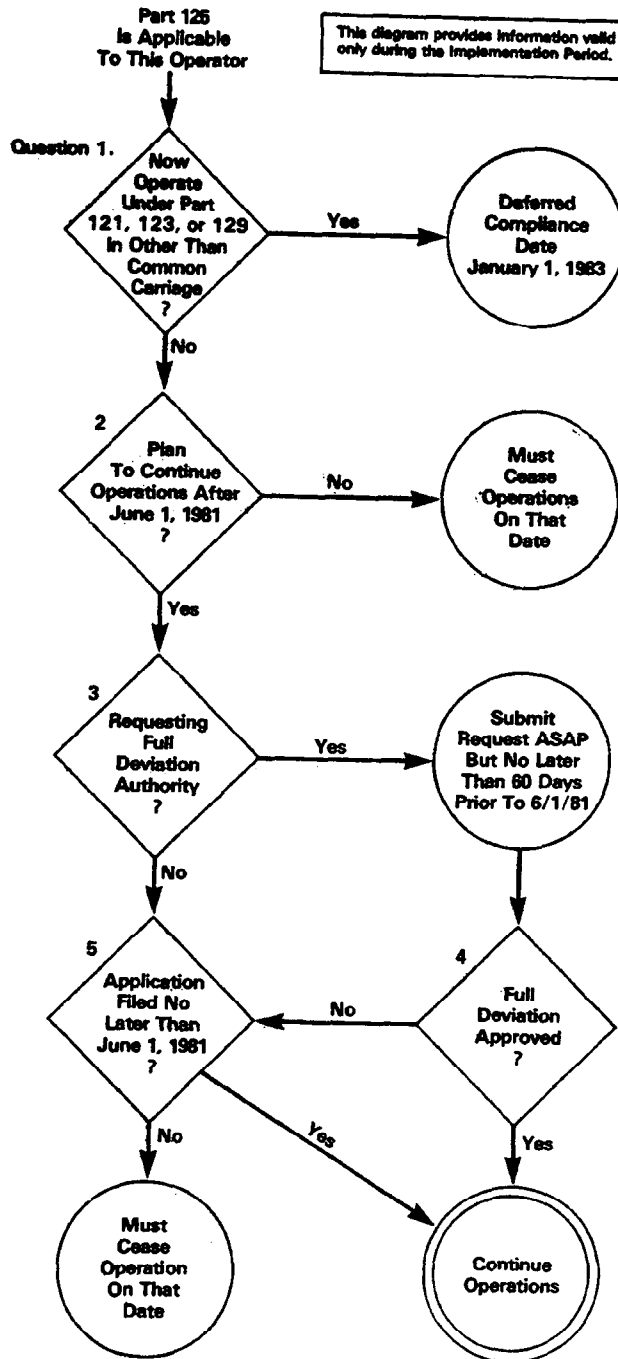 Part 125
Is Applicable
To This Operator
This diagram provides information valid
only during the Implementation Period.
Question 1.
Now
Operate
Under Part
121, 123, or 129
In Other Than
Common
Carriage
?
Yes
Deferred
Compliance
Date
January 1, 1983
No
2
Plan
To Continue
Operations After
June 1, 1981
?
No
Must
Cease
Operations
On That
Date
Yes
3
Requesting
Full
Deviation
Authority
?
Yes
Submit
Request ASAP
But No Later
Than 60 Days
Prior To 6/1/81
No
5
Application
Filed No
Later Than
June 1, 1981
?
No
4
Full
Deviation
Approved
?
No
Yes
Yes
Must
Cease
Operation
On That
Date
Continue
Operations